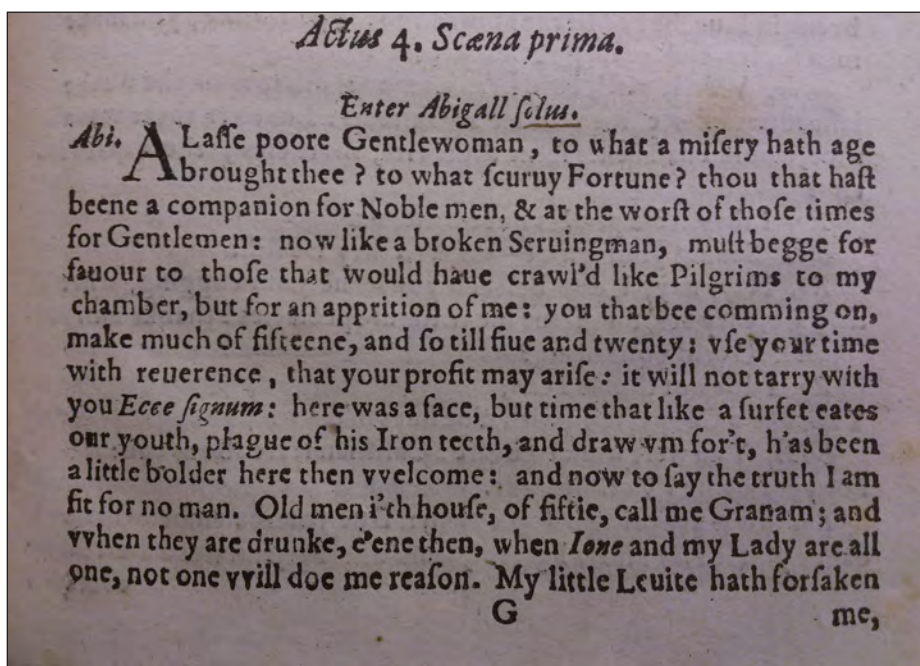 Actus 4. Scæna prima.
Enter Abigall ſolus.
Abi. ALaſſe poore Gentlewoman, to what a miſery hath age
brought thee? to what ſcuruy Fortune? thou that haſt
beene a companion for Noble men, & at the worſt of thoſe times
for Gentlemen: now like a broken Seruingman, muſt begge for
fauour to thoſe that would haue crawl'd like Pilgrims to my
chamber, but for an apprition of me: you that bee comming on,
make much of fifteene, and ſo till fiue and twenty: vſe your time
with reuerence, that your profit may ariſe: it will not tarry with
you Ecee ſignum: here was a face, but time that like a ſurfet eates
our youth, plague of his Iron teeth, and draw vm for't, h'as been
a little bolder here then vvelcome: and now to ſay the truth I am
fit for no man. Old men i'th houſe, of fiftie, call me Granam; and
vvhen they are drunke, e'ene then, when Ione and my Lady are all
one, not one vvill doe me reaſon. My little Leuite hath forſaken
G me,